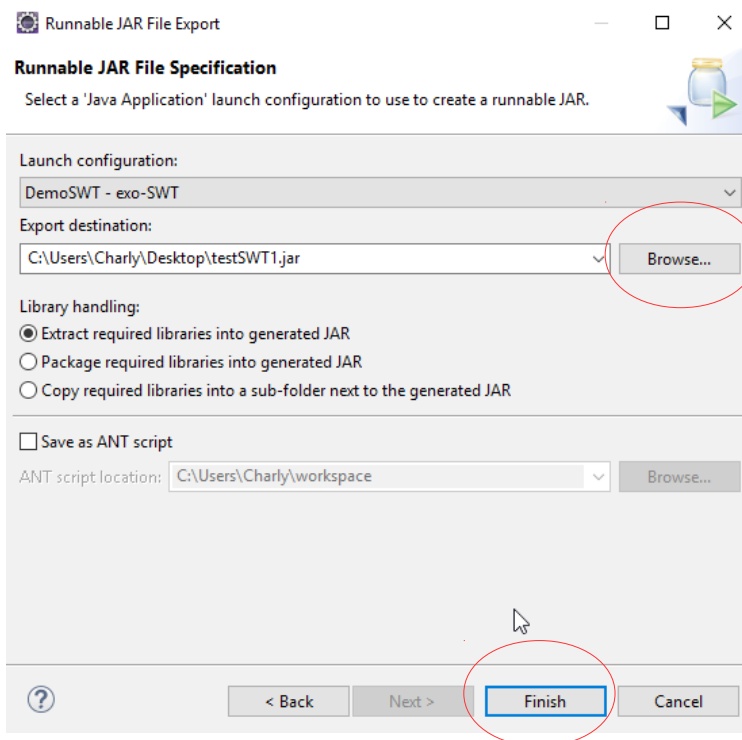 Runnable JAR File Export
Runnable JAR File Specification
Select a 'Java Application' launch configuration to use to create a runnable JAR.
Launch configuration:
DemoSWT - exo-SWT
Export destination:
C:\Users\Charly\Desktop\testSWT1.jar
Browse...
Library handling:
Extract required libraries into generated JAR
Package required libraries into generated JAR
Copy required libraries into a sub-folder next to the generated JAR
Save as ANT script
ANT script location: C:\Users\Charly\workspace Browse...
? < Back Next > Finish Cancel